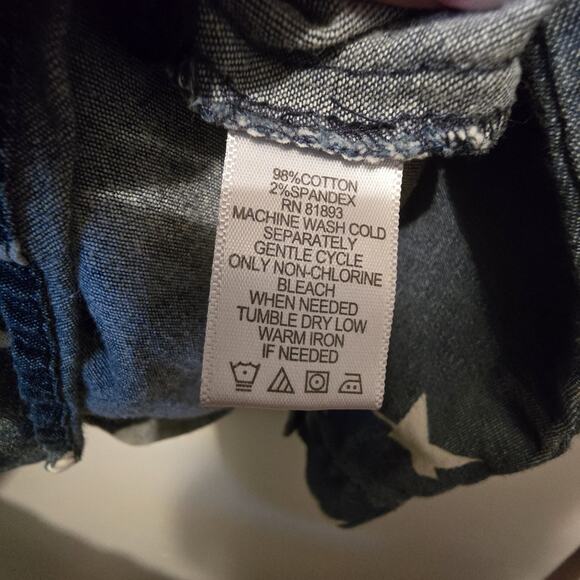 98%COTTON
2%SPANDEX
RN 81893
MACHINE WASH COLD
SEPARATELY
GENTLE CYCLE
ONLY NON-CHLORINE
BLEACH
WHEN NEEDED
TUMBLE DRY LOW
WARM IRON
IF NEEDED